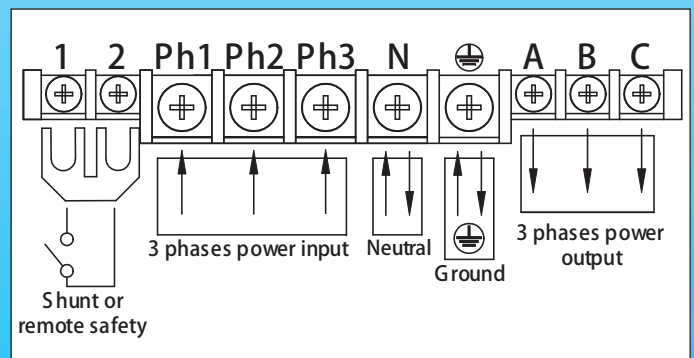 1 2 Ph1 Ph2 Ph3 N A B C
3 phases power input
Neutral
Ground
3 phases power
output
Shunt or
remote safety